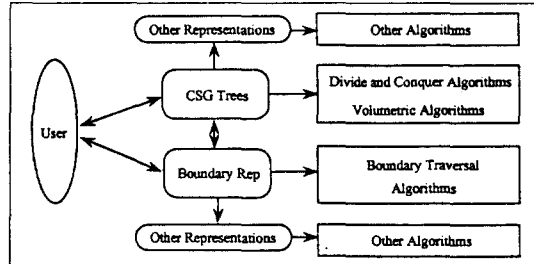 Other Representations
Other Algorithms
Divide and Conquer Algorithms
CSG Trees
Volumetric Algorithms
User
Boundary Rep
Boundary Traversal
Algorithms
Other Representations
Other Algorithms